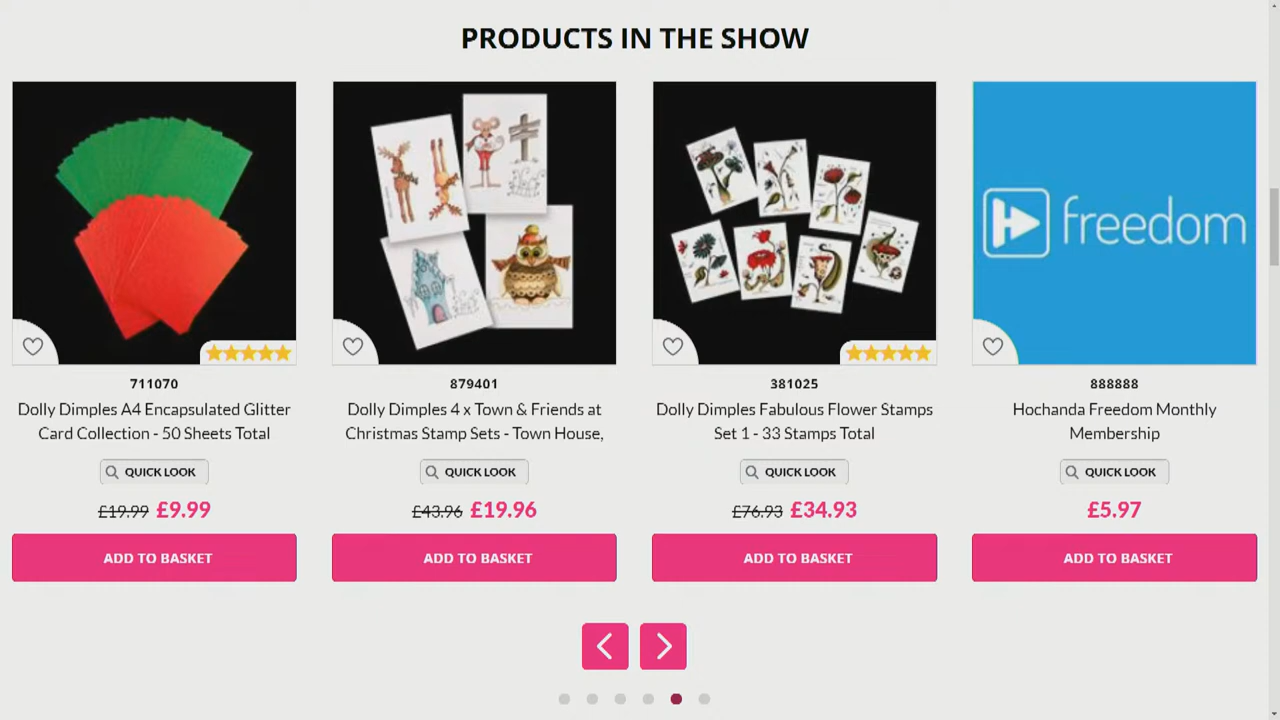 PRODUCTS IN THE SHOW
freedom
711070
Dolly Dimples A4 Encapsulated Glitter
Card Collection - 50 Sheets Total
QUICK LOOK
£19.99 £9.99
ADD TO BASKET
879401
Dolly Dimples 4 x Town & Friends at
Christmas Stamp Sets - Town House,
QUICK LOOK
£43.96 £19.96
ADD TO BASKET
381025
Dolly Dimples Fabulous Flower Stamps
Set 1 - 33 Stamps Total
QUICK LOOK
£76.93 £34.93
ADD TO BASKET
888888
Hochanda Freedom Monthly
Membership
QUICK LOOK
£5.97
ADD TO BASKET